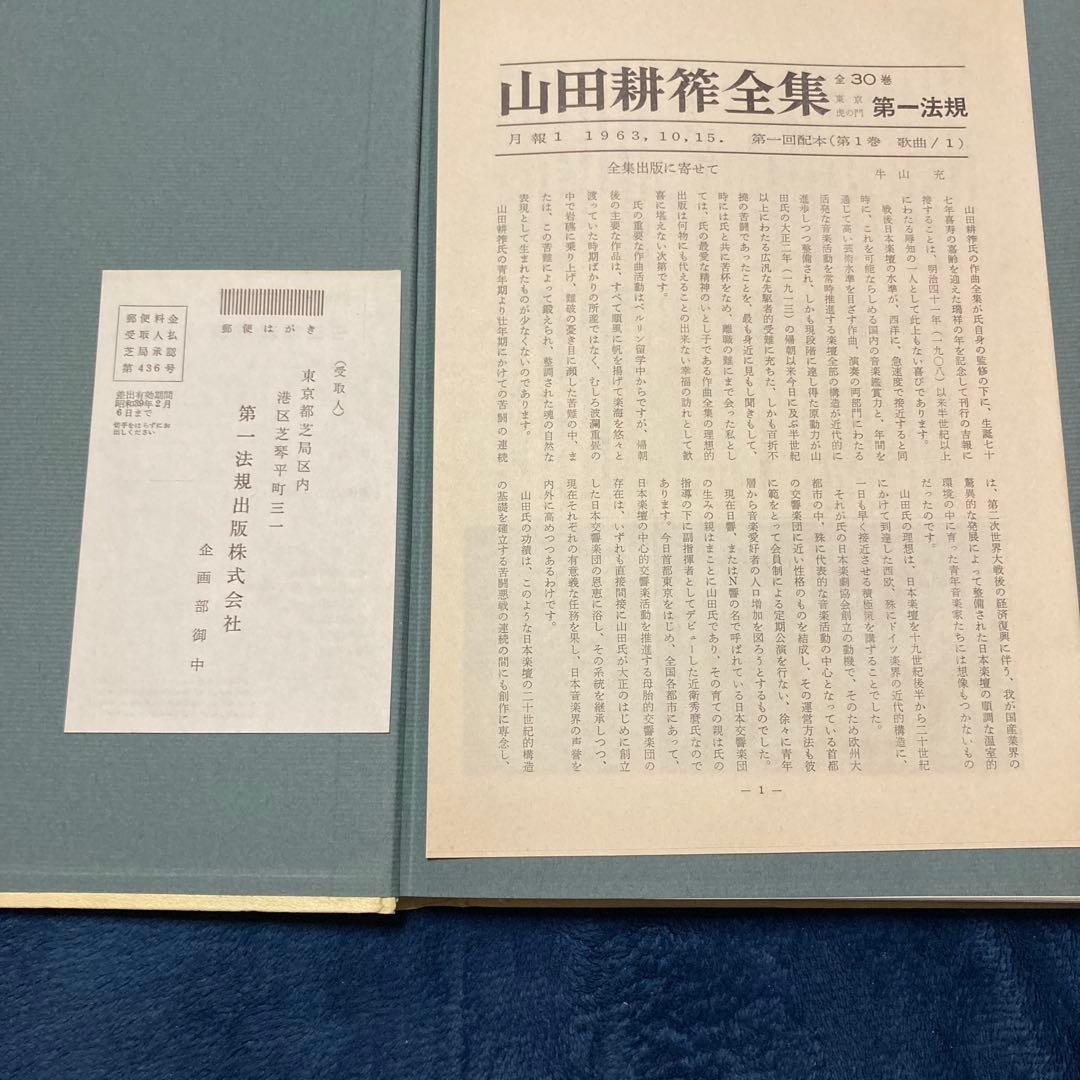 郵便はがき
郵便料金
受取人払
芝局承認
第436号
差出有効期間
昭和39年2月
6日まで
切手をはらずにお
出しください
(受取人)
東京都芝局区内
港区芝琴平町三一
第一法規出版株式会社
企画部御中
山田耕筰全集
全30巻
東京
虎の門
第一法規
月報1 1963,10,15. 第一回配本(第1巻 歌曲/1)
全集出版に寄せて
牛山充
山田耕筰氏の作曲全集が氏自身の監修の下に、生誕七十
七年喜寿の嘉齢を迎えた瑞祥の年を記念して刊行の吉報に
接することは、明治四十一年(一九〇八)以来半世紀以上
にわたる辱知の一人として此上もない喜びであります。
戦後日本楽壇の水準が、西洋に、急速度で接近すると同
時に、これを可能ならしめる国内の音楽鑑賞力と、年間を
通じて高い芸術水準を目ざす作曲、演奏の両部門にわたる
活発な音楽活動を常時推進する楽壇全部の構造が近代的に
進歩しつつ整備され、しかも現段階に達し得た原動力が山
田氏の大正二年(一九一三)の帰朝以来今日に及ぶ半世紀
以上にわたる広汎な先駆者的受難に充ちた、しかも百折不
撓の苦闘であったことを、最も身近に見もし聞きもして、
時には氏と共に苦杯をなめ、離職の難にまで会った私とし
ては、氏の最愛な精神のいとし子である作曲全集の理想的
出版は何物にも代えることの出来ない幸福の訪れとして歓
喜に堪えない次第です。
氏の重要な作曲活動はベルリン留学中からですが、帰朝
後の主要な作品は、すべて順風に帆を揚げて楽海を悠々と
渡っていた時期ばかりの所産ではなく、むしろ波瀾重畳の
中で岩礁に乗り上げ、難破の憂き目に瀕した苦難の中、ま
たは、この苦難によって鍛えられ、整調された魂の自然な
表現として生まれたものが少なくないのであります。
山田耕筰氏の青年期より壮年期にかけての苦闘の連続
は、第二次世界大戦後の経済復興に伴う、我が国産業界の
驚異的な発展によって整備された日本楽壇の順調な温室的
環境の中に育った青年音楽家たちには想像もつかないもの
だったのです。
山田氏の理想は、日本楽壇を十九世紀後半から二十世紀
にかけて到達した西欧、殊にドイツ楽界の近代的構造に、
一日も早く接近させる積極策を講ずることでした。
それが氏の日本楽劇協会創立の動機で、そのため欧州大
都市の中、殊に代表的な音楽活動の中心となっている首都
の交響楽団に近い性格のものを結成し、その運営方法も彼
に範をとって会員制による定期公演を行ない、徐々に青年
層から音楽愛好者の人口増加を図ろうとするものでした。
現在日響、またはN響の名で呼ばれている日本交響楽団
の生みの親はまことに山田氏であり、その育ての親は氏の
指導の下に副指揮者としてデビューした近衛秀麿氏なので
あります。今日首都東京をはじめ、全国各都市にあって、
日本楽壇の中心的交響楽活動を推進する母胎的交響楽団の
存在は、いずれも直接間接に山田氏が大正のはじめに創立
した日本交響楽団の恩恵に浴し、その系統を継承しつつ、
現在それぞれの有意義な任務を果し、日本音楽界の声誉を
内外に高めつつあるわけです。
山田氏の功績は、このような日本楽壇の二十世紀的構造
の基礎を確立する苦闘悪戦の連続の間にも創作に専念し、
— 1 —